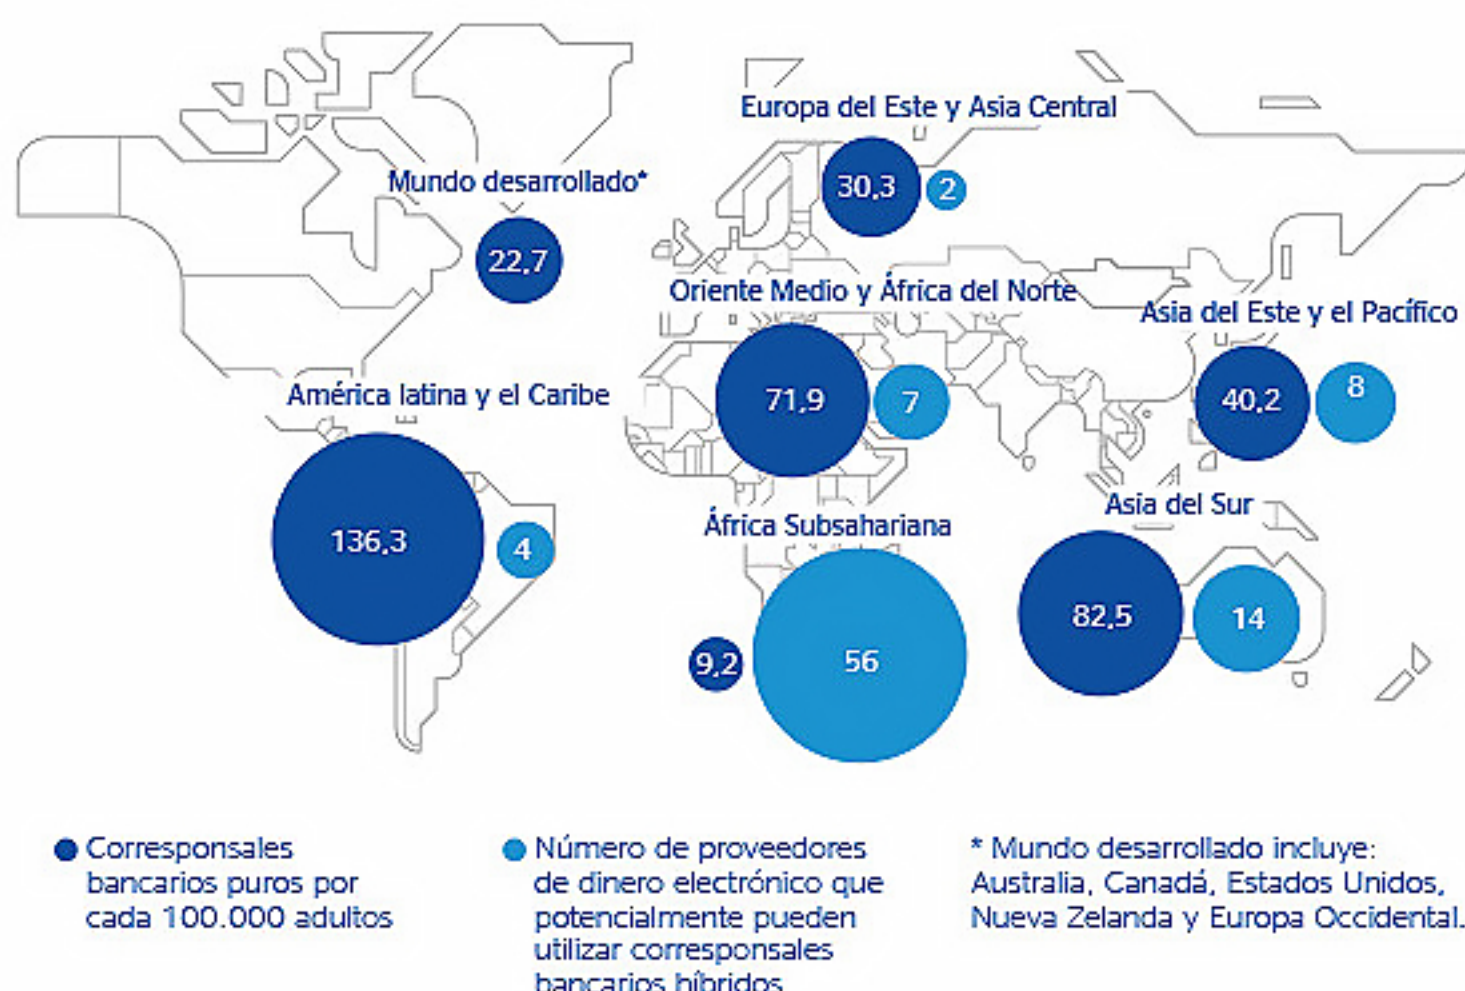 Europa del Este y Asia Central
30,3
2
Mundo desarrollado*
22,7
Oriente Medio y África del Norte
71,9
7
Asia del Este y el Pacífico
40,2
8
América latina y el Caribe
136,3
4
África Subsahariana
9,2
56
Asia del Sur
82,5
14
Corresponsales
bancarios puros por
cada 100.000 adultos
Número de proveedores
de dinero electrónico que
potencialmente pueden
utilizar corresponsales
bancarios híbridos
* Mundo desarrollado incluye:
Australia, Canadá, Estados Unidos,
Nueva Zelanda y Europa Occidental.